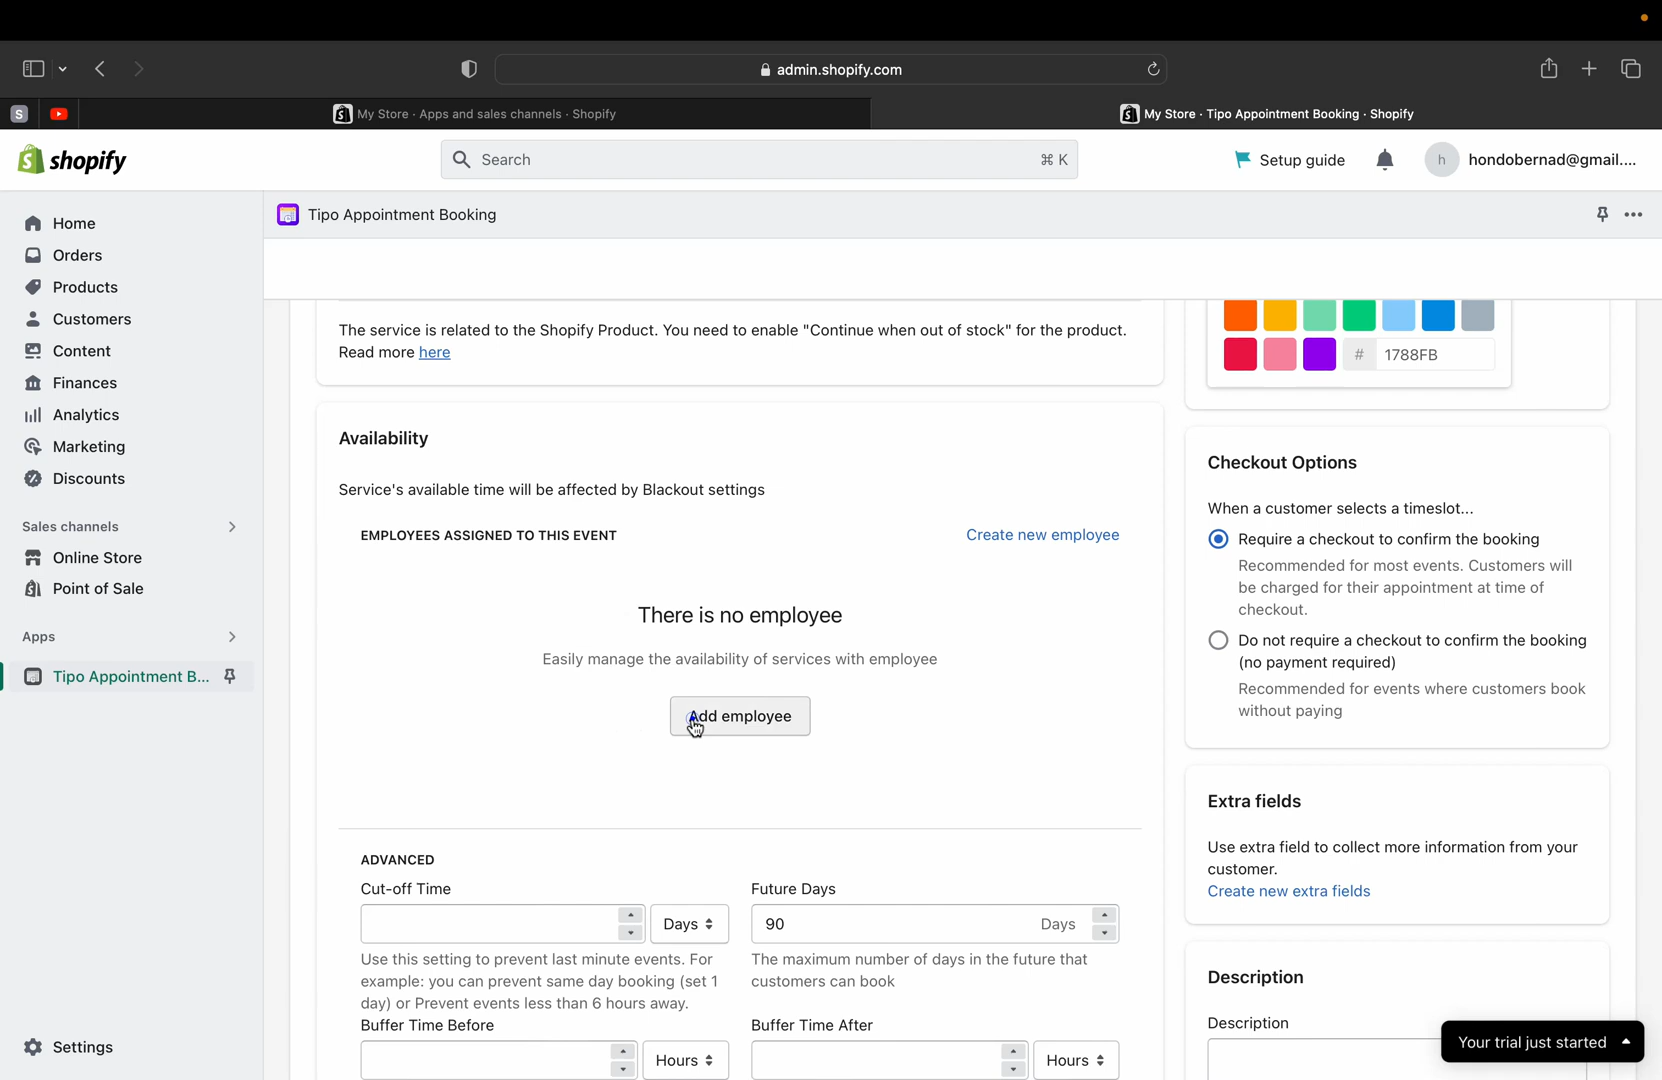 admin.shopify.com
S
My Store · Apps and sales channels · Shopify
My Store · Tipo Appointment Booking · Shopify
shopify
Search
⌘ K
Setup guide
h
hondobernad@gmail....
Home
Orders
Products
Customers
Content
Finances
Analytics
Marketing
Discounts
Sales channels
Online Store
Point of Sale
Apps
Tipo Appointment B...
Settings
Tipo Appointment Booking
The service is related to the Shopify Product. You need to enable "Continue when out of stock" for the product.
Read more here
Availability
Service's available time will be affected by Blackout settings
EMPLOYEES ASSIGNED TO THIS EVENT
Create new employee
There is no employee
Easily manage the availability of services with employee
Add employee
ADVANCED
Cut-off Time
Days
Use this setting to prevent last minute events. For
example: you can prevent same day booking (set 1
day) or Prevent events less than 6 hours away.
Future Days
90
Days
The maximum number of days in the future that
customers can book
Buffer Time Before
Hours
Buffer Time After
Hours
# 1788FB
Checkout Options
When a customer selects a timeslot...
Require a checkout to confirm the booking
Recommended for most events. Customers will
be charged for their appointment at time of
checkout.
Do not require a checkout to confirm the booking
(no payment required)
Recommended for events where customers book
without paying
Extra fields
Use extra field to collect more information from your
customer.
Create new extra fields
Description
Description
Your trial just started